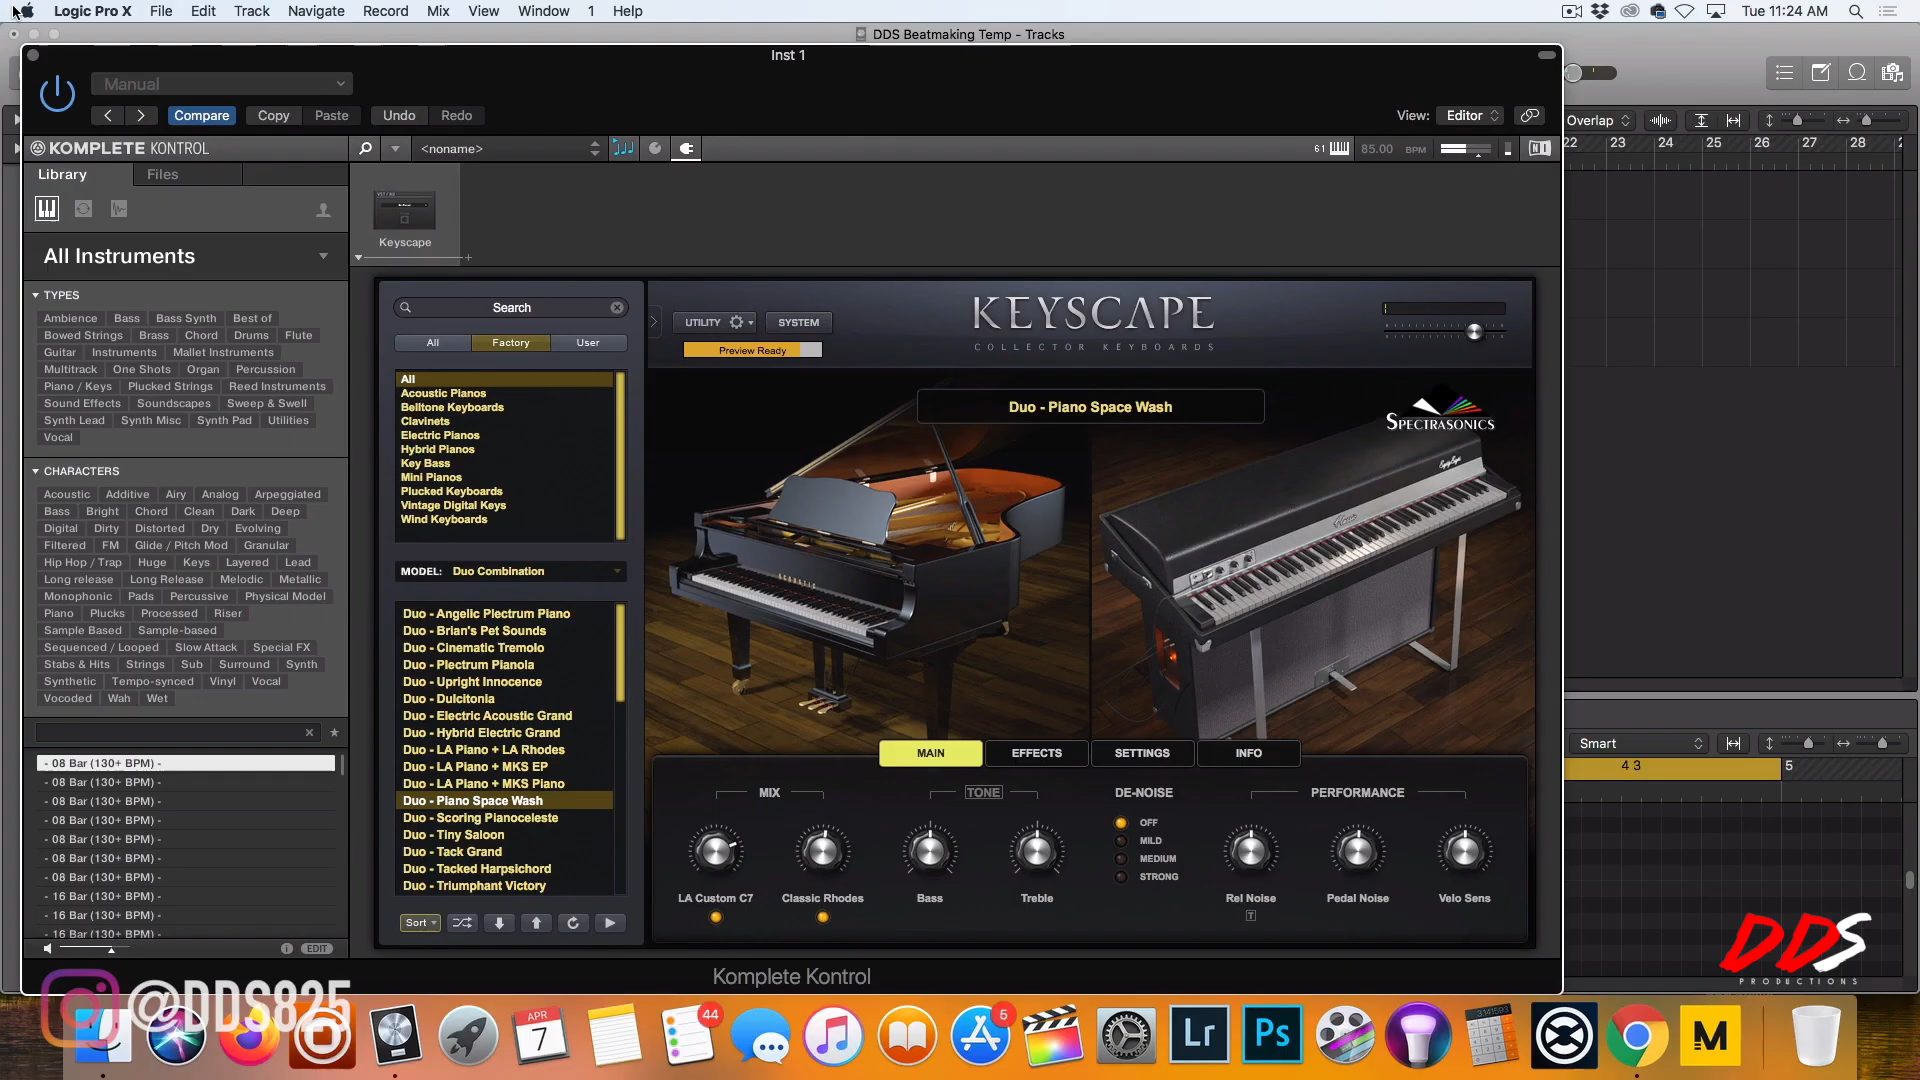 Logic Pro X File Edit Track Navigate Record Mix View Window 1 Help Tue 11:24 AM
DDS Beatmaking Temp - Tracks
Inst 1
Manual
Compare Copy Paste Undo Redo View: Editor
Overlap
KOMPLETE KONTROL <noname> 61 85.00 BPM
22 23 24 25 26 27 28
Library Files
Keyscape
All Instruments
TYPES
Ambience Bass Bass Synth Best of
Bowed Strings Brass Chord Drums Flute
Guitar Instruments Mallet Instruments
Multitrack One Shots Organ Percussion
Piano / Keys Plucked Strings Reed Instruments
Sound Effects Soundscapes Sweep & Swell
Synth Lead Synth Misc Synth Pad Utilities
Vocal
CHARACTERS
Acoustic Additive Airy Analog Arpeggiated
Bass Bright Chord Clean Dark Deep
Digital Dirty Distorted Dry Evolving
Filtered FM Glide / Pitch Mod Granular
Hip Hop / Trap Huge Keys Layered Lead
Long release Long Release Melodic Metallic
Monophonic Pads Percussive Physical Model
Piano Plucks Processed Riser
Sample Based Sample-based
Sequenced / Looped Slow Attack Special FX
Stabs & Hits Strings Sub Surround Synth
Synthetic Tempo-synced Vinyl Vocal
Vocoded Wah Wet
- 08 Bar (130+ BPM) -
- 08 Bar (130+ BPM) -
- 08 Bar (130+ BPM) -
- 08 Bar (130+ BPM) -
- 08 Bar (130+ BPM) -
- 08 Bar (130+ BPM) -
- 08 Bar (130+ BPM) -
- 16 Bar (130+ BPM) -
- 16 Bar (130+ BPM) -
- 16 Bar (130+ BPM) -
EDIT
Search
All Factory User
All
Acoustic Pianos
Belltone Keyboards
Clavinets
Electric Pianos
Hybrid Pianos
Key Bass
Mini Pianos
Plucked Keyboards
Vintage Digital Keys
Wind Keyboards
MODEL: Duo Combination
Duo - Angelic Plectrum Piano
Duo - Brian's Pet Sounds
Duo - Cinematic Tremolo
Duo - Plectrum Pianola
Duo - Upright Innocence
Duo - Dulcitonia
Duo - Electric Acoustic Grand
Duo - Hybrid Electric Grand
Duo - LA Piano + LA Rhodes
Duo - LA Piano + MKS EP
Duo - LA Piano + MKS Piano
Duo - Piano Space Wash
Duo - Scoring Pianoceleste
Duo - Tiny Saloon
Duo - Tack Grand
Duo - Tacked Harpsichord
Duo - Triumphant Victory
Sort
UTILITY SYSTEM
Preview Ready
KEYSCAPE
COLLECTOR KEYBOARDS
Duo - Piano Space Wash
SPECTRASONICS
MAIN EFFECTS SETTINGS INFO
MIX TONE DE-NOISE PERFORMANCE
OFF
MILD
MEDIUM
STRONG
LA Custom C7 Classic Rhodes Bass Treble Rel Noise Pedal Noise Velo Sens
T
Smart
4 3 5
Komplete Kontrol
DDS
PRODUCTIONS
@DDS825
APR
7
44
5
Lr
Ps
M